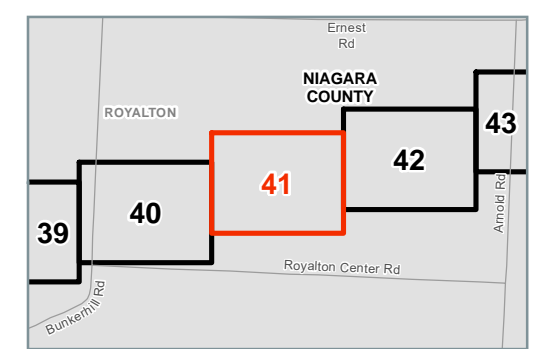 Ernest
Rd
NIAGARA
COUNTY
ROYALTON
43
42
41
40
39
Arnold Rd
Royalton Center Rd
Bunkerhill Rd